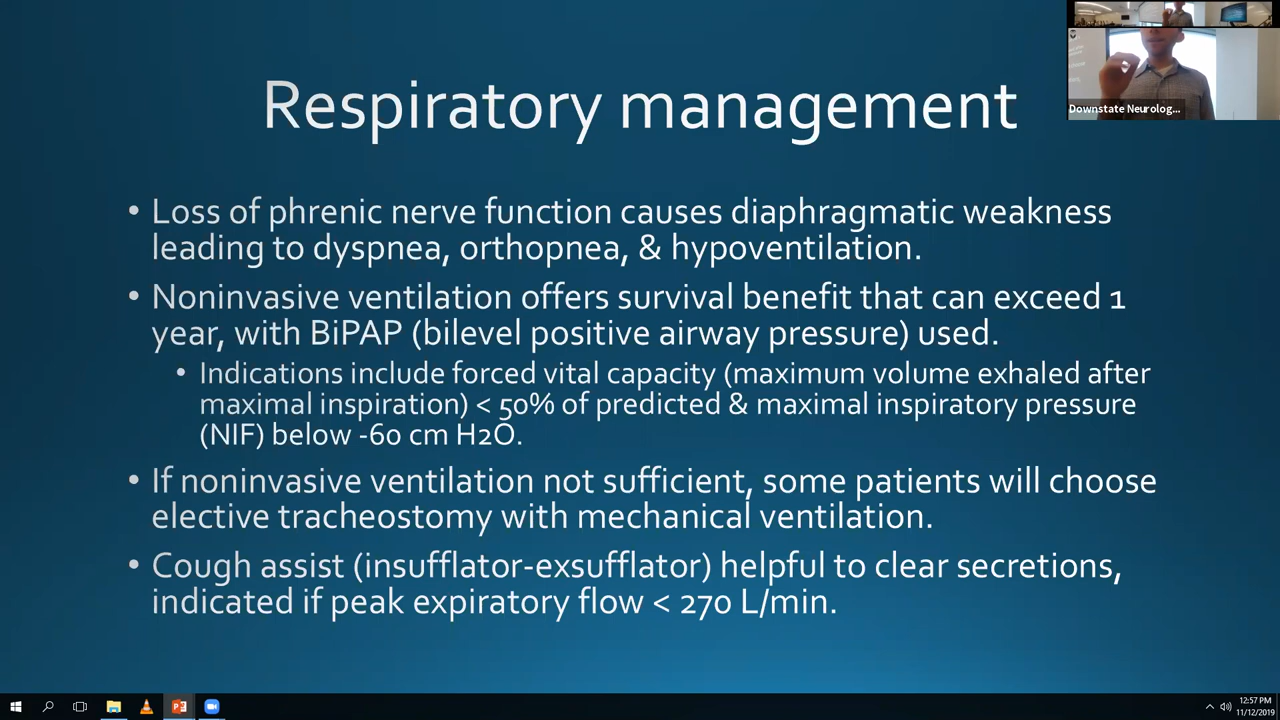 Respiratory management
Downstate Neurolog...
• Loss of phrenic nerve function causes diaphragmatic weakness
leading to dyspnea, orthopnea, & hypoventilation.
• Noninvasive ventilation offers survival benefit that can exceed 1
year, with BiPAP (bilevel positive airway pressure) used.
• Indications include forced vital capacity (maximum volume exhaled after
maximal inspiration) < 50% of predicted & maximal inspiratory pressure
(NIF) below -60 cm H2O.
• If noninvasive ventilation not sufficient, some patients will choose
elective tracheostomy with mechanical ventilation.
• Cough assist (insufflator-exsufflator) helpful to clear secretions,
indicated if peak expiratory flow < 270 L/min.
12:57 PM
11/12/2019